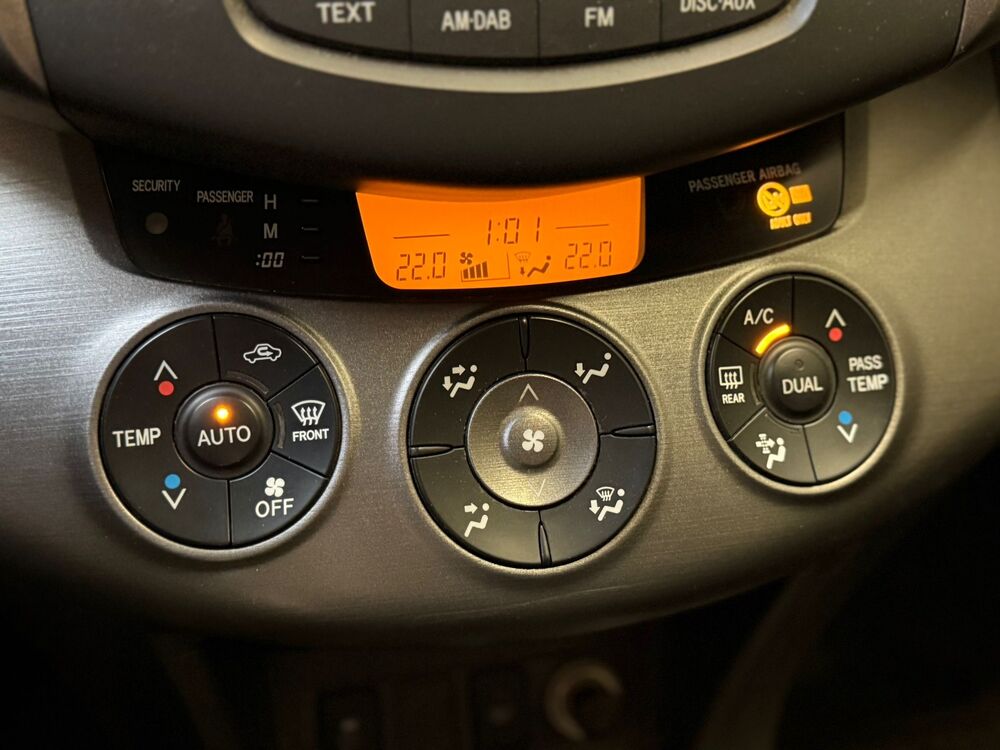 TEXT
AM·DAB
FM
DISC·AUX
SECURITY
PASSENGER
H
M
:00
1:01
22.0
22.0
PASSENGER AIRBAG
TEMP
AUTO
FRONT
OFF
A/C
REAR
DUAL
PASS
TEMP